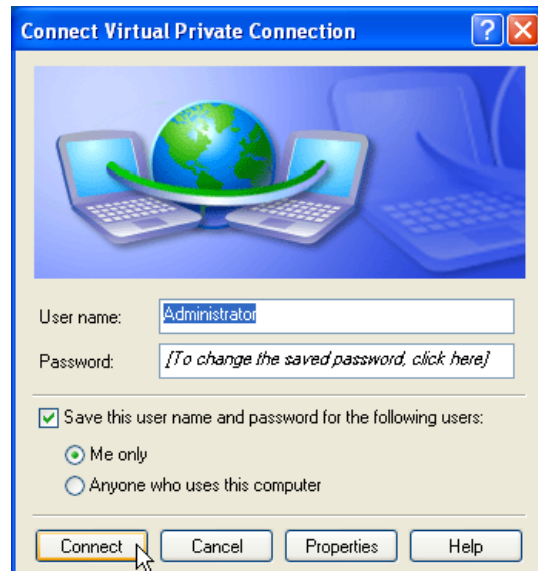 Connect Virtual Private Connection
User name: Administrator
Password: [To change the saved password, click here]
Save this user name and password for the following users:
Me only
Anyone who uses this computer
Connect Cancel Properties Help